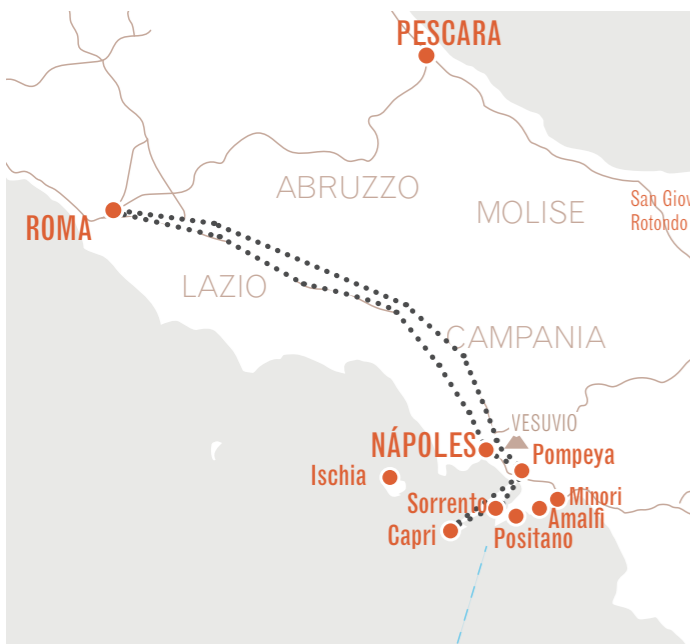 PESCARA
ABRUZZO
MOLISE
San Giov
Rotondo
ROMA
LAZIO
CAMPANIA
VESUVIO
NÁPOLES
Pompeya
Ischia
Sorrento
Minori
Amalfi
Capri
Positano